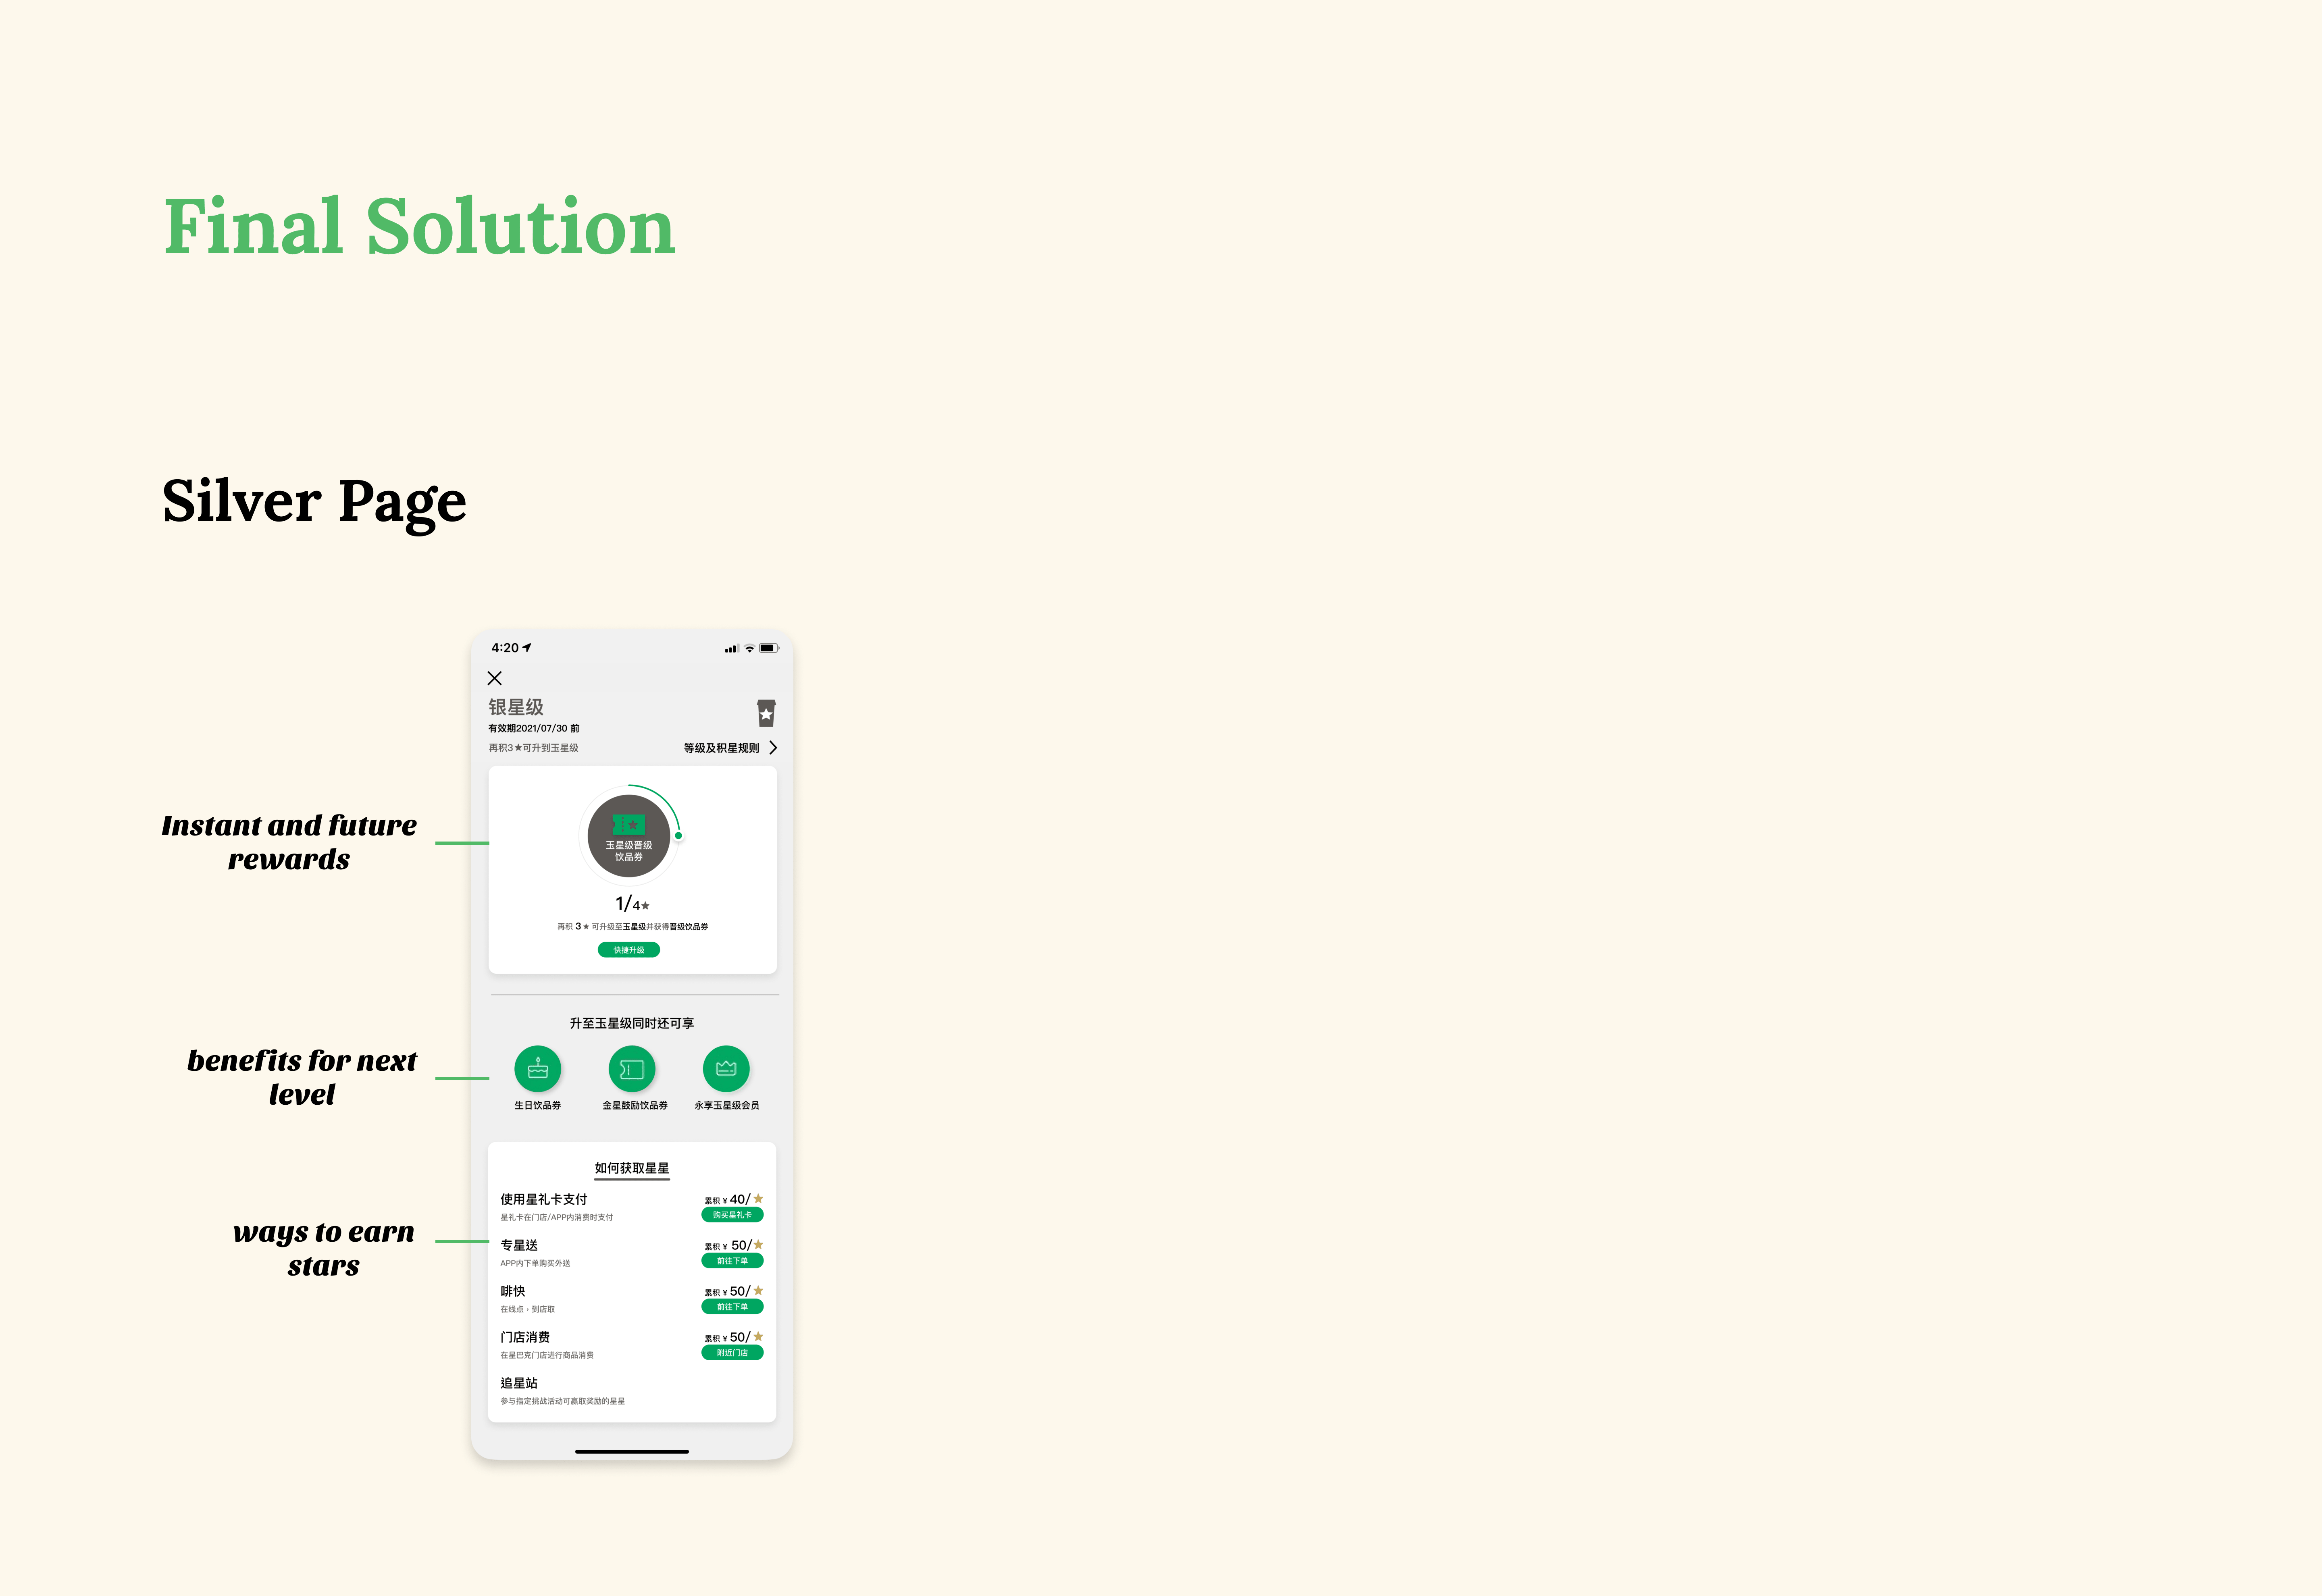 Final Solution
Silver Page
4:20
银星级
有效期2021/07/30 前
再积3★可升到玉星级
等级及积星规则
Instant and future
rewards
玉星级晋级
饮品券
1/4★
再积 3★ 可升级至玉星级并获得晋级饮品券
快捷升级
benefits for next
level
升至玉星级同时还可享
生日饮品券
金星鼓励饮品券
永享玉星级会员
ways to earn
stars
如何获取星星
使用星礼卡支付
累积 ¥ 40/★
星礼卡在门店/APP内消费时支付
购买星礼卡
专星送
累积 ¥ 50/★
APP内下单购买外送
前往下单
啡快
累积 ¥ 50/★
在线点，到店取
前往下单
门店消费
累积 ¥ 50/★
在星巴克门店进行商品消费
附近门店
追星站
参与指定挑战活动可赢取奖励的星星